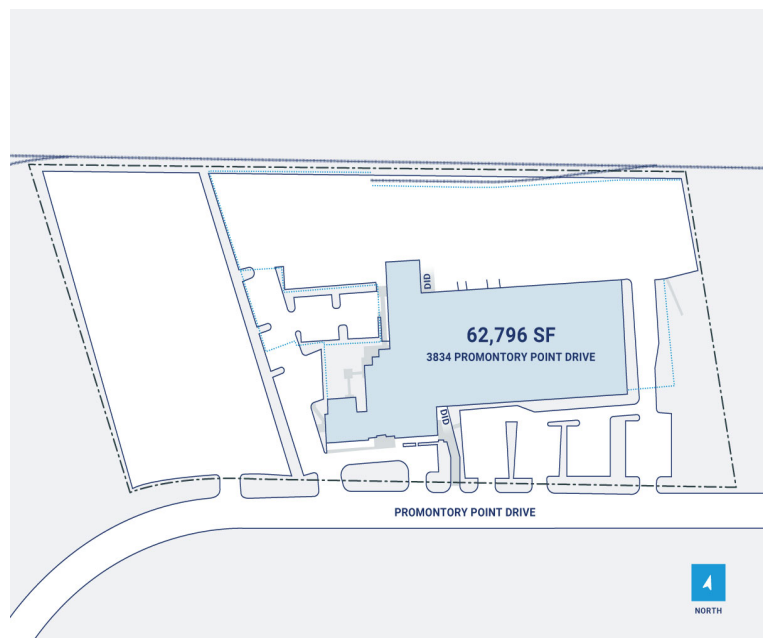 DID
62,796 SF
3834 PROMONTORY POINT DRIVE
DID
PROMONTORY POINT DRIVE
NORTH